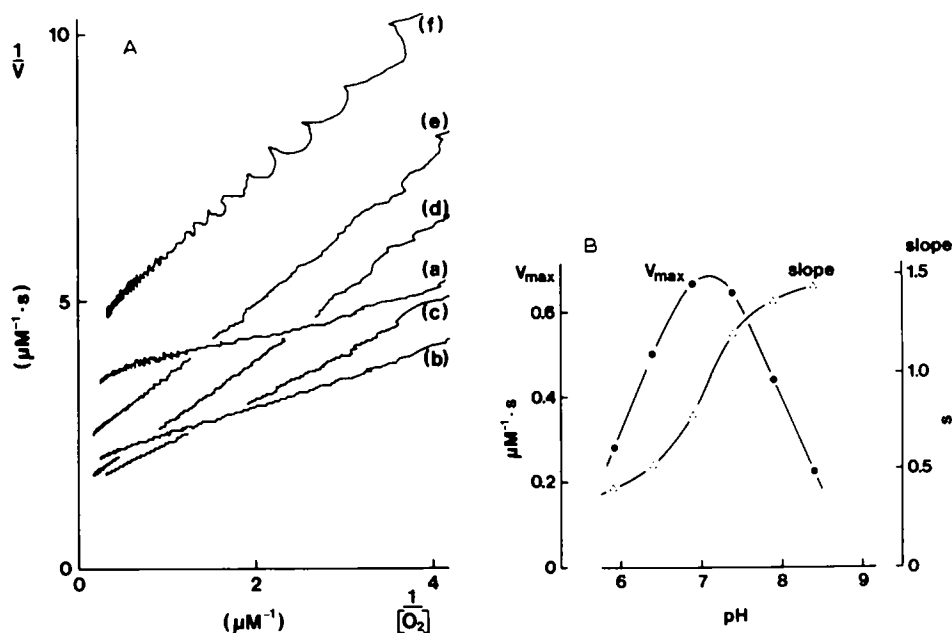 A
10
1
V
(f)
(e)
(d)
(a)
5
(c)
(b)
(μM⁻¹·s)
0
0
2
4
(μM⁻¹)
1
[O₂]
B
Vmax
Vmax
slope
slope
1.5
0.6
1.0
0.4
μM⁻¹·s
s
0.5
0.2
0
0
6
7
8
9
pH